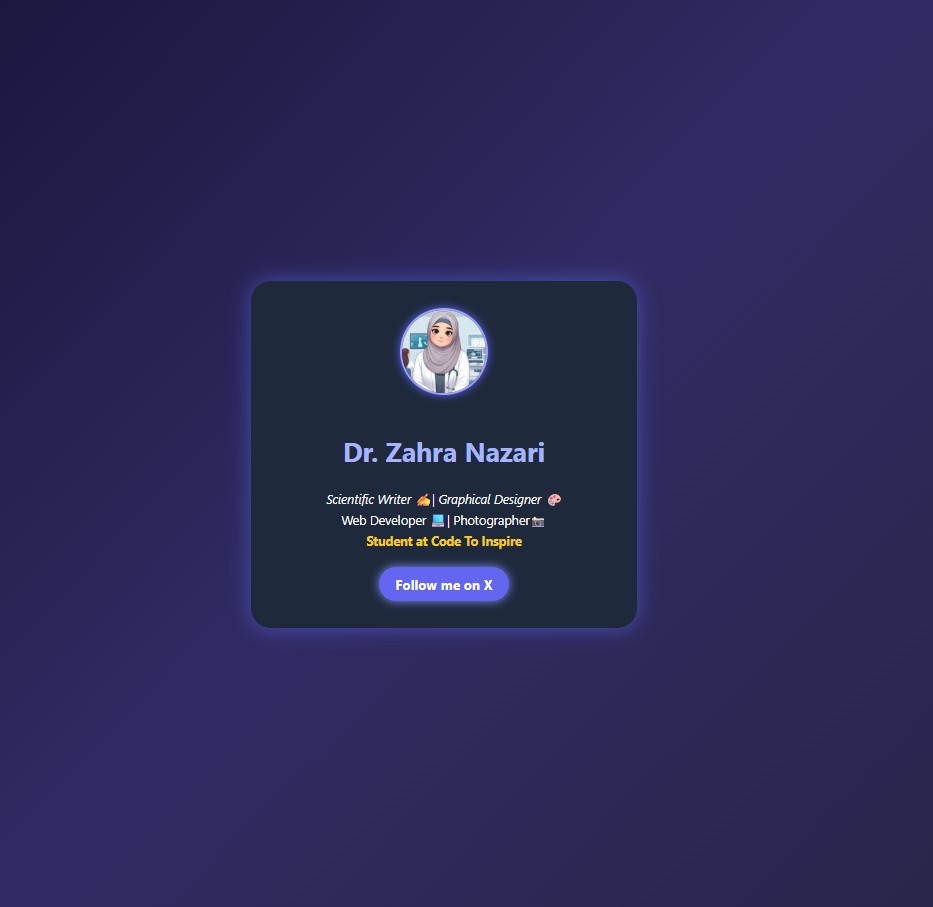 Dr. Zahra Nazari
Scientific Writer ✍️| Graphical Designer 🎨
Web Developer 💻| Photographer📸
Student at Code To Inspire
Follow me on X